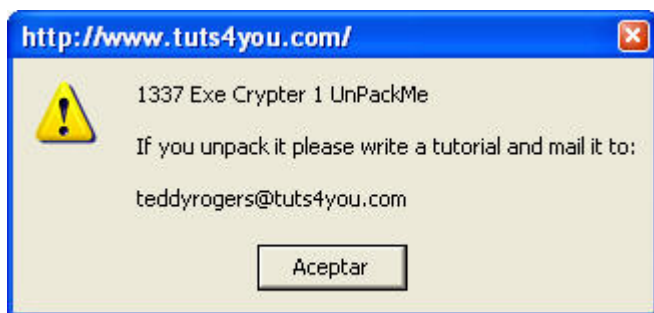 http://www.tuts4you.com/
1337 Exe Crypter 1 UnPackMe
If you unpack it please write a tutorial and mail it to:
teddyrogers@tuts4you.com
Aceptar